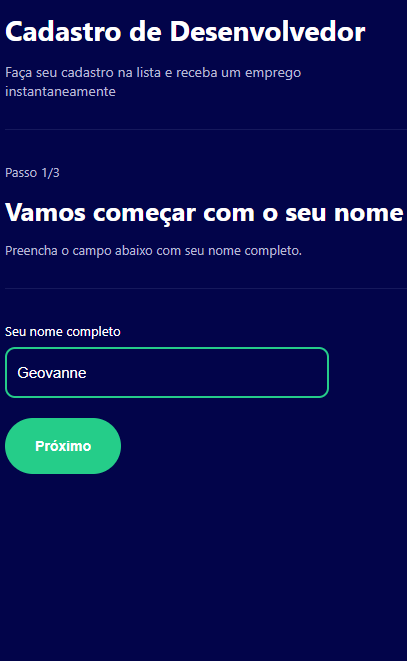 Cadastro de Desenvolvedor
Faça seu cadastro na lista e receba um emprego
instantaneamente
Passo 1/3
Vamos começar com o seu nome
Preencha o campo abaixo com seu nome completo.
Seu nome completo
Geovanne
Próximo